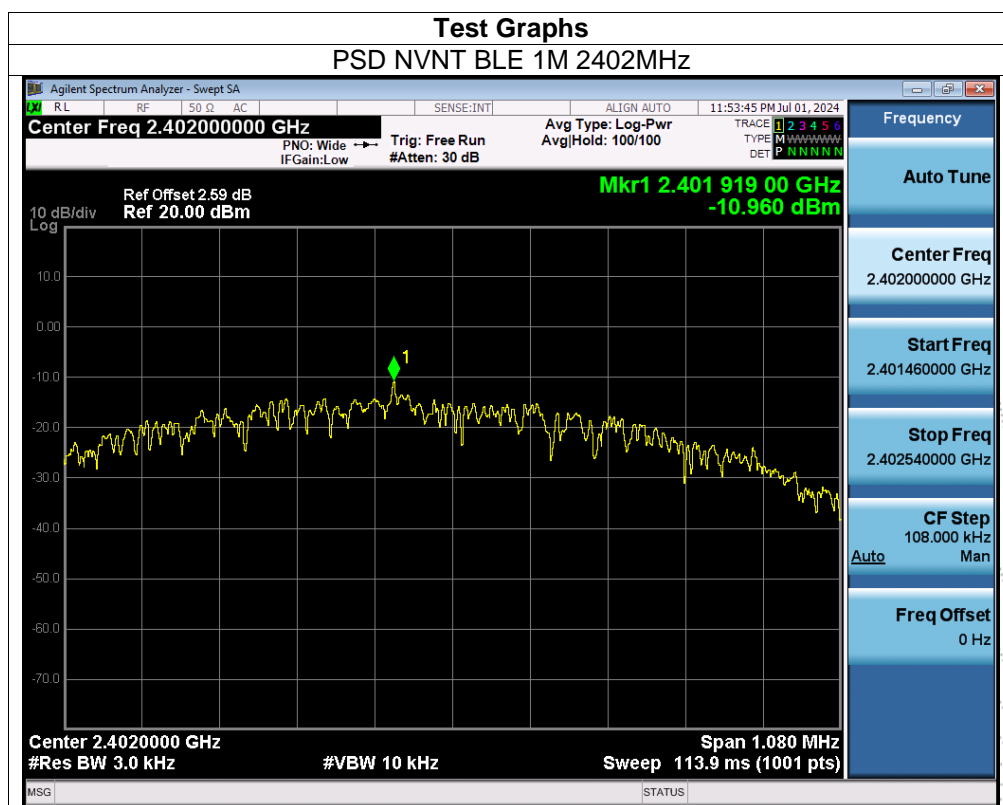 Test Graphs
PSD NVNT BLE 1M 2402MHz
Agilent Spectrum Analyzer - Swept SA
LXI RL RF 50 Ω AC SENSE:INT ALIGN AUTO 11:53:45 PM Jul 01, 2024
Center Freq 2.402000000 GHz
PNO: Wide
IFGain:Low
Trig: Free Run
#Atten: 30 dB
Avg Type: Log-Pwr
Avg|Hold: 100/100
TRACE 1 2 3 4 5 6
TYPE M W W W W W
DET P N N N N N
Ref Offset 2.59 dB
Ref 20.00 dBm
10 dB/div
Log
Mkr1 2.401 919 00 GHz
-10.960 dBm
1
10.0
0.00
-10.0
-20.0
-30.0
-40.0
-50.0
-60.0
-70.0
Center 2.4020000 GHz
Span 1.080 MHz
#Res BW 3.0 kHz
#VBW 10 kHz
Sweep 113.9 ms (1001 pts)
MSG
STATUS
Frequency
Auto Tune
Center Freq
2.402000000 GHz
Start Freq
2.401460000 GHz
Stop Freq
2.402540000 GHz
CF Step
108.000 kHz
Auto Man
Freq Offset
0 Hz